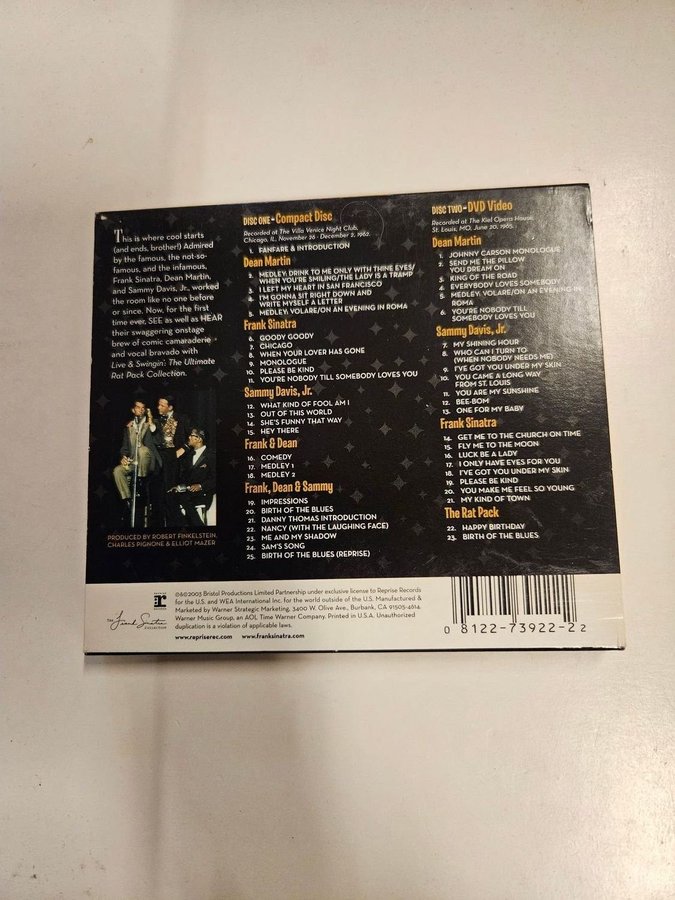 This is where cool starts
(and ends, brother!) Admired
by the famous, the not-so-
famous, and the infamous,
Frank Sinatra, Dean Martin,
and Sammy Davis, Jr., worked
the room like no one before
or since. Now, for the first
time ever, SEE as well as HEAR
their swaggering onstage
brew of comic camaraderie
and vocal bravado with
Live & Swingin': The Ultimate
Rat Pack Collection.
PRODUCED BY ROBERT FINKELSTEIN,
CHARLES PIGNONE & ELLIOT MAZER
DISC ONE - Compact Disc
Recorded at The Villa Venice Night Club,
Chicago, IL. November 26 - December 2, 1962.
1. FANFARE & INTRODUCTION
Dean Martin
2. MEDLEY: DRINK TO ME ONLY WITH THINE EYES/
WHEN YOU'RE SMILING/THE LADY IS A TRAMP
3. I LEFT MY HEART IN SAN FRANCISCO
4. I'M GONNA SIT RIGHT DOWN AND
WRITE MYSELF A LETTER
5. MEDLEY: VOLARE/ON AN EVENING IN ROMA
Frank Sinatra
6. GOODY GOODY
7. CHICAGO
8. WHEN YOUR LOVER HAS GONE
9. MONOLOGUE
10. PLEASE BE KIND
11. YOU'RE NOBODY TILL SOMEBODY LOVES YOU
Sammy Davis, Jr.
12. WHAT KIND OF FOOL AM I
13. OUT OF THIS WORLD
14. SHE'S FUNNY THAT WAY
15. HEY THERE
Frank & Dean
16. COMEDY
17. MEDLEY 1
18. MEDLEY 2
Frank, Dean & Sammy
19. IMPRESSIONS
20. BIRTH OF THE BLUES
21. DANNY THOMAS INTRODUCTION
22. NANCY (WITH THE LAUGHING FACE)
23. ME AND MY SHADOW
24. SAM'S SONG
25. BIRTH OF THE BLUES (REPRISE)
DISC TWO - DVD Video
Recorded at The Kiel Opera House,
St. Louis, MO, June 20, 1965.
Dean Martin
1. JOHNNY CARSON MONOLOGUE
2. SEND ME THE PILLOW
YOU DREAM ON
3. KING OF THE ROAD
4. EVERYBODY LOVES SOMEBODY
5. MEDLEY: VOLARE/ON AN EVENING IN
ROMA
6. YOU'RE NOBODY TILL
SOMEBODY LOVES YOU
Sammy Davis, Jr.
7. MY SHINING HOUR
8. WHO CAN I TURN TO
(WHEN NOBODY NEEDS ME)
9. I'VE GOT YOU UNDER MY SKIN
10. YOU CAME A LONG WAY
FROM ST. LOUIS
11. YOU ARE MY SUNSHINE
12. BEE-BOM
13. ONE FOR MY BABY
Frank Sinatra
14. GET ME TO THE CHURCH ON TIME
15. FLY ME TO THE MOON
16. LUCK BE A LADY
17. I ONLY HAVE EYES FOR YOU
18. I'VE GOT YOU UNDER MY SKIN
19. PLEASE BE KIND
20. YOU MAKE ME FEEL SO YOUNG
21. MY KIND OF TOWN
The Rat Pack
22. HAPPY BIRTHDAY
23. BIRTH OF THE BLUES
THE Frank Sinatra COLLECTION
©℗2003 Bristol Productions Limited Partnership under exclusive license to Reprise Records
for the U.S. and WEA International Inc. for the world outside of the U.S. Manufactured &
Marketed by Warner Strategic Marketing, 3400 W. Olive Ave., Burbank, CA 91505-4614.
Warner Music Group, an AOL Time Warner Company. Printed in U.S.A. Unauthorized
duplication is a violation of applicable laws.
www.repriserec.com www.franksinatra.com
0 8122-73922-2 2